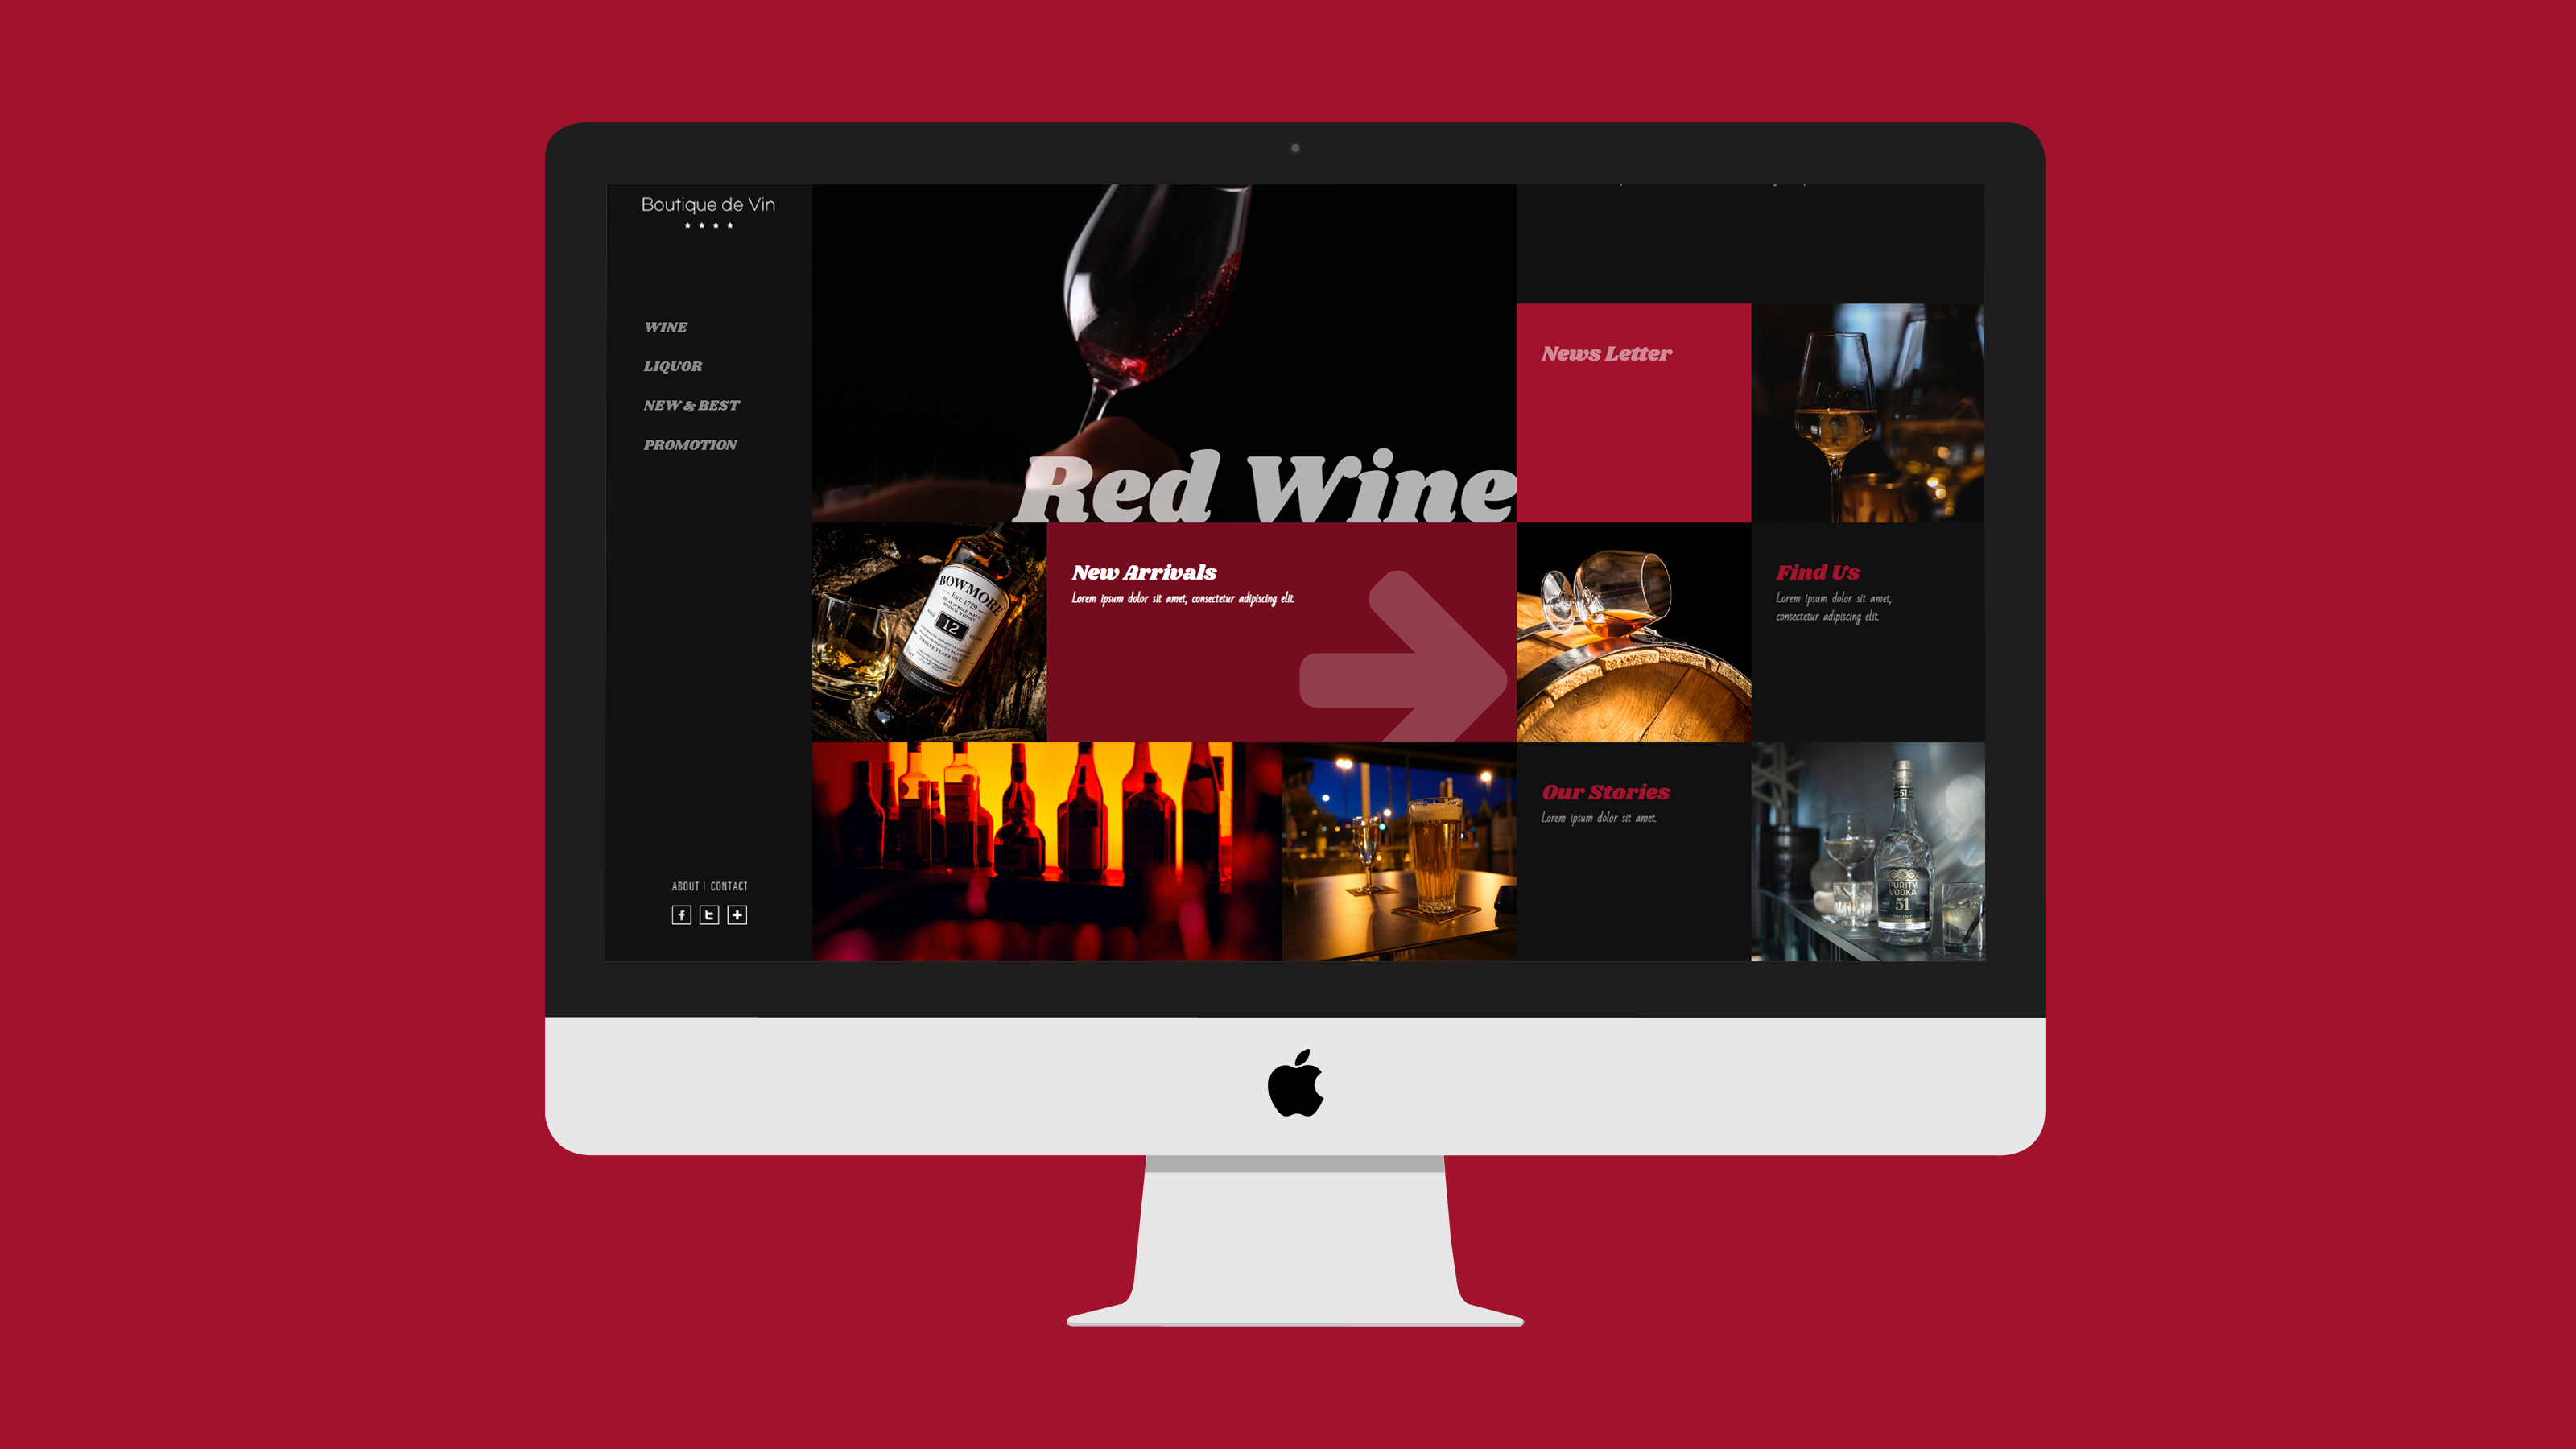 Boutique de Vin
WINE
LIQUOR
NEW & BEST
PROMOTION
ABOUT | CONTACT
Red Wine
News Letter
BOWMORE
EST. 1779
12
YEARS
New Arrivals
Lorem ipsum dolor sit amet, consectetur adipiscing elit.
Find Us
Lorem ipsum dolor sit amet,
consectetur adipiscing elit.
Our Stories
Lorem ipsum dolor sit amet.
51
PURITY
VODKA
51